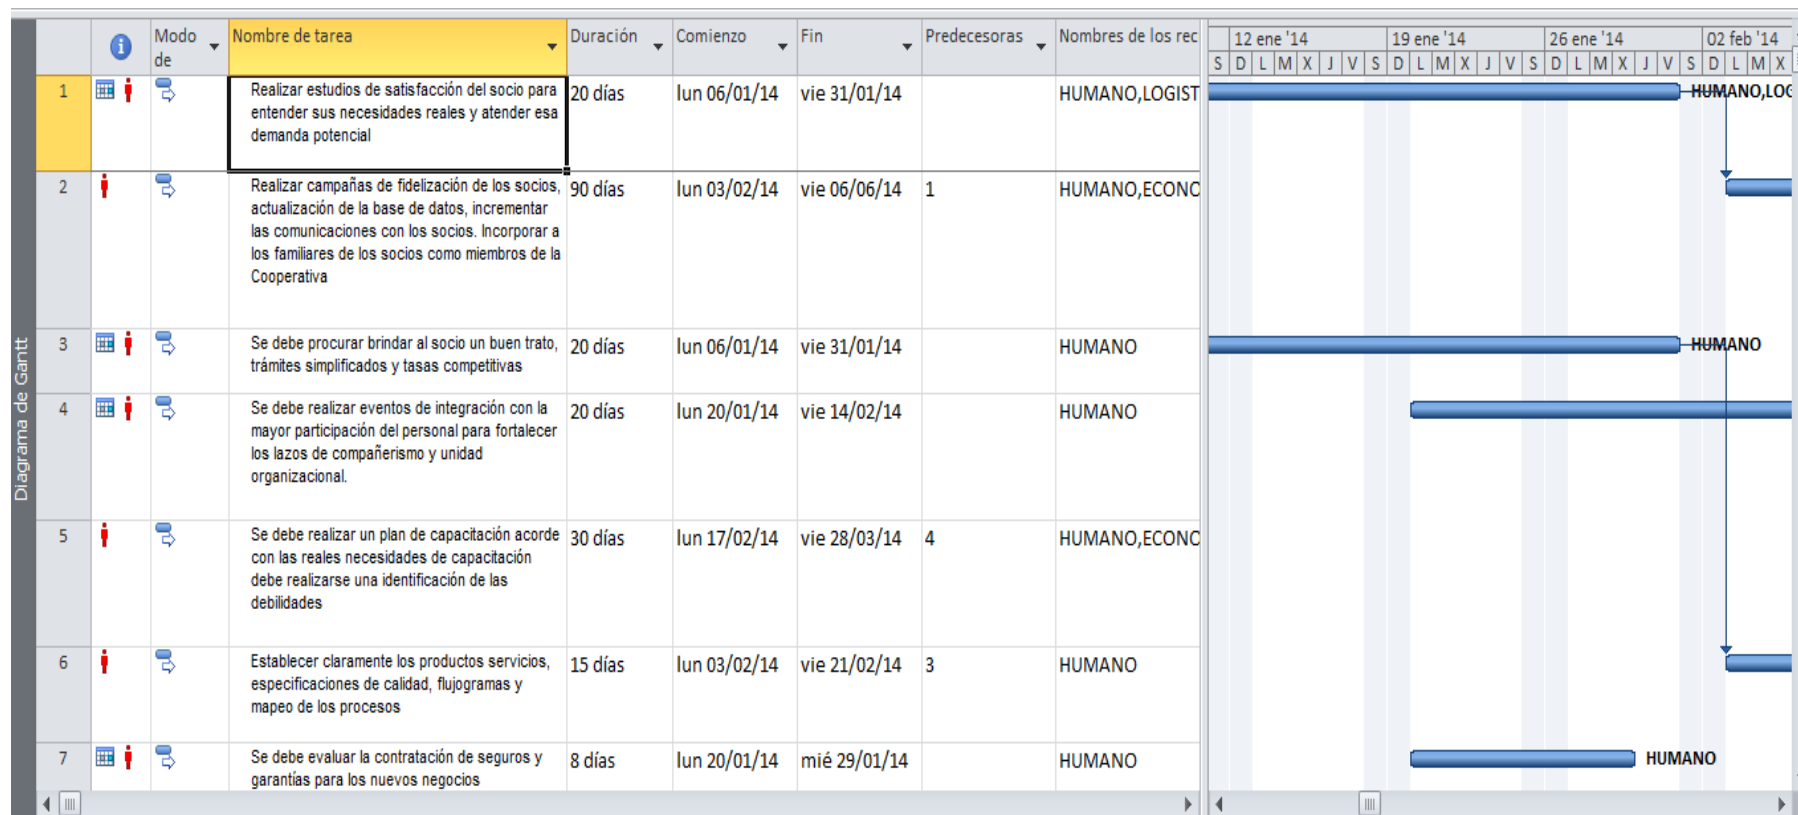 Modo de
Nombre de tarea
Duración
Comienzo
Fin
Predecesoras
Nombres de los rec
12 ene '14
19 ene '14
26 ene '14
02 feb '14
S D L M X J V S D L M X J V S D L M X J V S D L M X
Diagrama de Gantt
1
Realizar estudios de satisfacción del socio para
entender sus necesidades reales y atender esa
demanda potencial
20 días
lun 06/01/14
vie 31/01/14
HUMANO,LOGIST
HUMANO,LOG
2
Realizar campañas de fidelización de los socios,
actualización de la base de datos, incrementar
las comunicaciones con los socios. Incorporar a
los familiares de los socios como miembros de la
Cooperativa
90 días
lun 03/02/14
vie 06/06/14
1
HUMANO,ECONO
3
Se debe procurar brindar al socio un buen trato,
trámites simplificados y tasas competitivas
20 días
lun 06/01/14
vie 31/01/14
HUMANO
HUMANO
4
Se debe realizar eventos de integración con la
mayor participación del personal para fortalecer
los lazos de compañerismo y unidad
organizacional.
20 días
lun 20/01/14
vie 14/02/14
HUMANO
5
Se debe realizar un plan de capacitación acorde
con las reales necesidades de capacitación
debe realizarse una identificación de las
debilidades
30 días
lun 17/02/14
vie 28/03/14
4
HUMANO,ECONO
6
Establecer claramente los productos servicios,
especificaciones de calidad, flujogramas y
mapeo de los procesos
15 días
lun 03/02/14
vie 21/02/14
3
HUMANO
7
Se debe evaluar la contratación de seguros y
garantías para los nuevos negocios
8 días
lun 20/01/14
mié 29/01/14
HUMANO
HUMANO